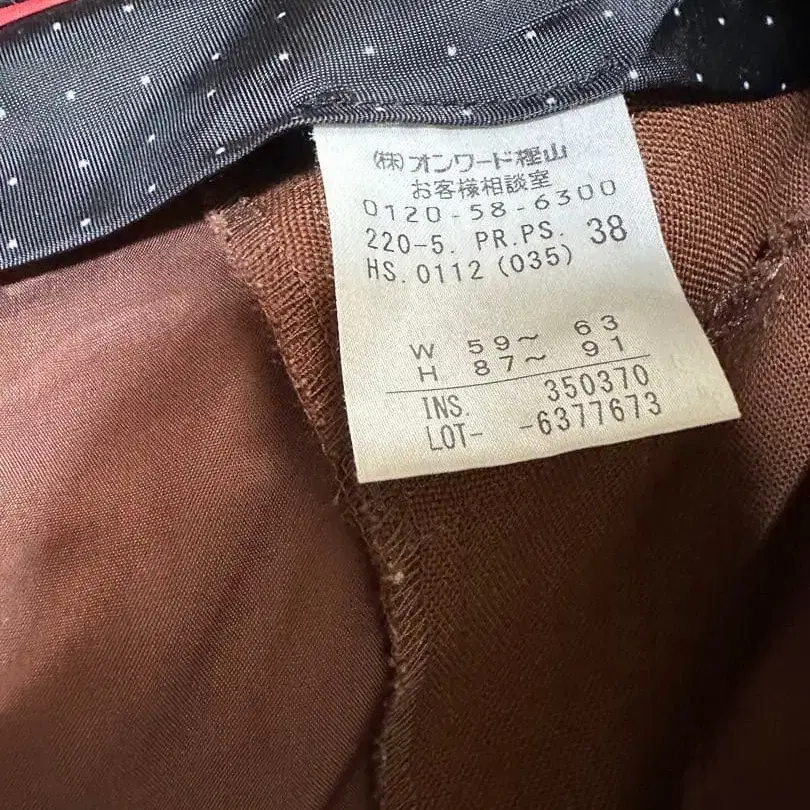 (株)オンワード樫山
お客様相談室
0120-58-6300
220-5. PR.PS. 38
HS.0112 (035)
W 59～ 63
H 87～ 91
INS. 350370
LOT- -6377673